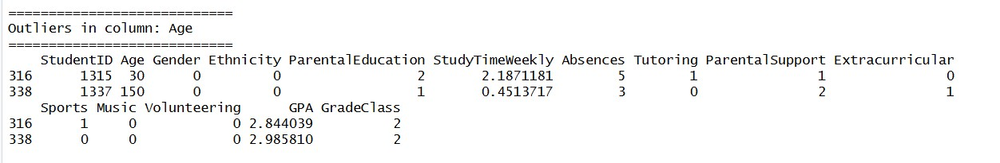 ============================
Outliers in column: Age
============================
    StudentID Age Gender Ethnicity ParentalEducation StudyTimeWeekly Absences Tutoring ParentalSupport Extracurricular
316      1315  30      0         0                 2       2.1871181        5        1               1               0
338      1337 150      0         0                 1       0.4513717        3        0               2               1
    Sports Music Volunteering      GPA GradeClass
316      1     0            0 2.844039          2
338      0     0            0 2.985810          2